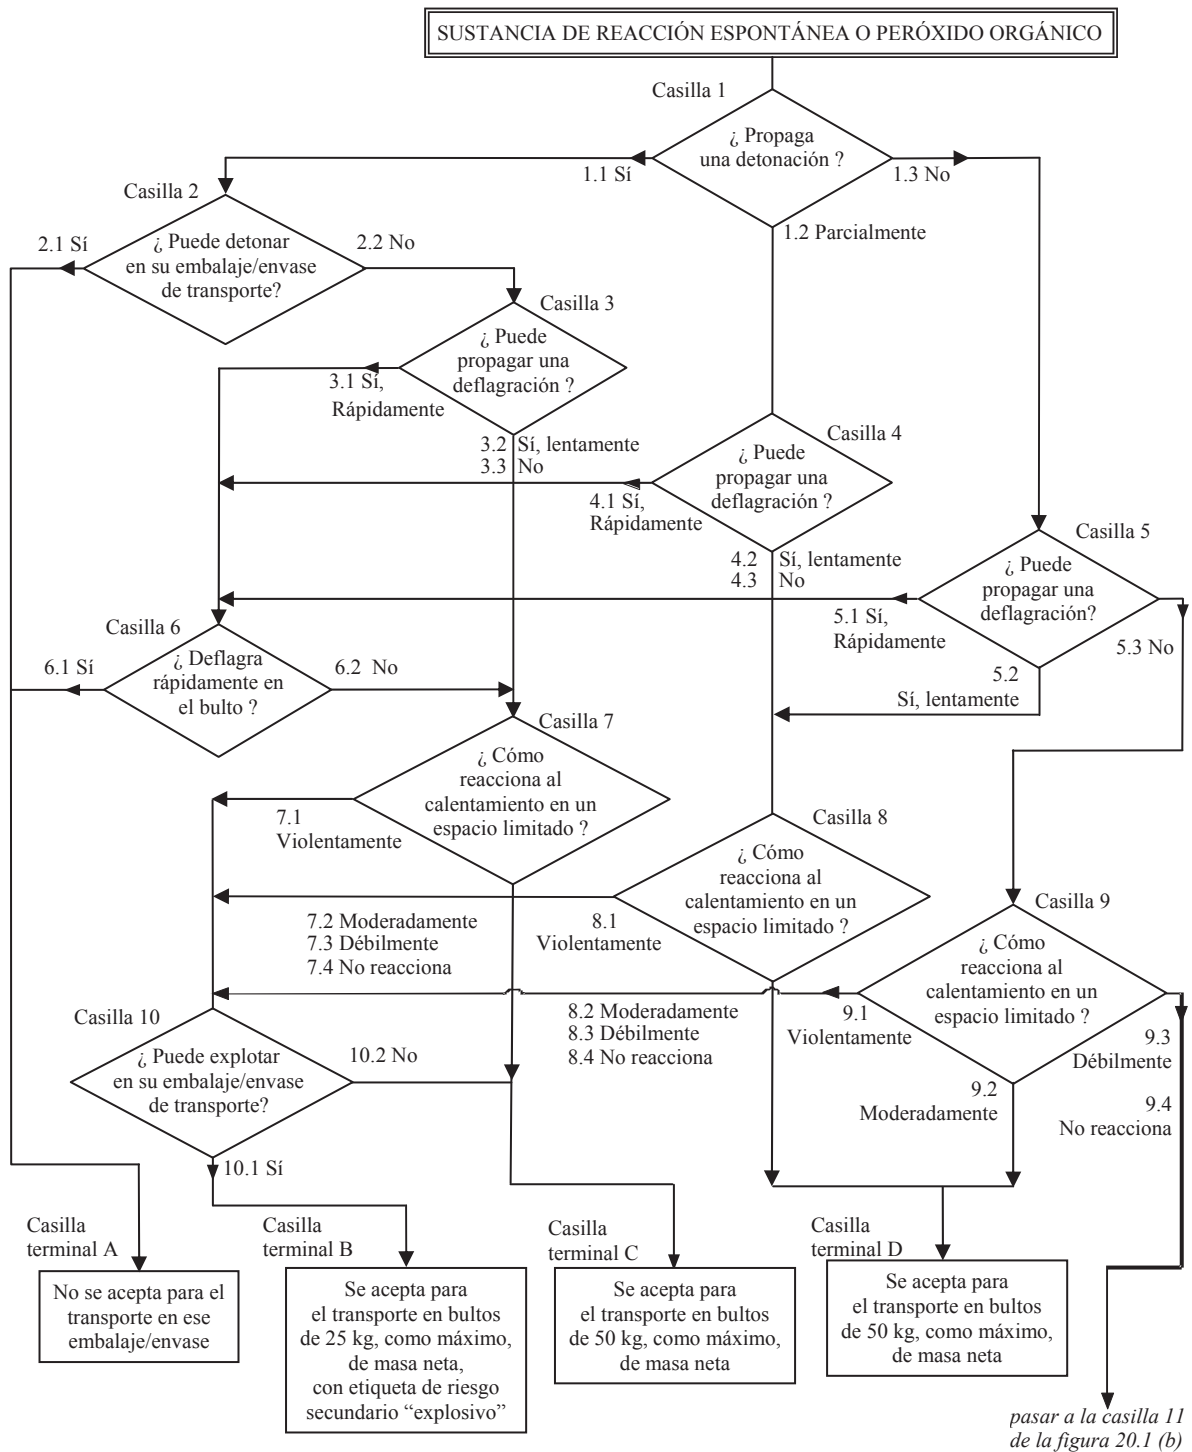 SUSTANCIA DE REACCIÓN ESPONTÁNEA O PERÓXIDO ORGÁNICO
Casilla 1
¿ Propaga
una detonación ?
1.1 Sí
1.3 No
1.2 Parcialmente
Casilla 2
¿ Puede detonar
en su embalaje/envase
de transporte?
2.1 Sí
2.2 No
Casilla 3
¿ Puede
propagar una
deflagración ?
3.1 Sí,
Rápidamente
3.2 Sí, lentamente
3.3 No
Casilla 4
¿ Puede
propagar una
deflagración ?
4.1 Sí,
Rápidamente
4.2 Sí, lentamente
4.3 No
Casilla 5
¿ Puede
propagar una
deflagración?
5.1 Sí,
Rápidamente
5.3 No
5.2
Sí, lentamente
Casilla 6
¿ Deflagra
rápidamente en
el bulto ?
6.1 Sí
6.2 No
Casilla 7
¿ Cómo
reacciona al
calentamiento en un
espacio limitado ?
7.1
Violentamente
7.2 Moderadamente
7.3 Débilmente
7.4 No reacciona
Casilla 8
¿ Cómo
reacciona al
calentamiento en un
espacio limitado ?
8.1
Violentamente
8.2 Moderadamente
8.3 Débilmente
8.4 No reacciona
Casilla 9
¿ Cómo
reacciona al
calentamiento en un
espacio limitado ?
9.1
Violentamente
9.2
Moderadamente
9.3
Débilmente
9.4
No reacciona
Casilla 10
¿ Puede explotar
en su embalaje/envase
de transporte?
10.2 No
10.1 Sí
Casilla
terminal A
No se acepta para el
transporte en ese
embalaje/envase
Casilla
terminal B
Se acepta para
el transporte en bultos
de 25 kg, como máximo,
de masa neta,
con etiqueta de riesgo
secundario “explosivo”
Casilla
terminal C
Se acepta para
el transporte en bultos
de 50 kg, como máximo,
de masa neta
Casilla
terminal D
Se acepta para
el transporte en bultos
de 50 kg, como máximo,
de masa neta
pasar a la casilla 11
de la figura 20.1 (b)